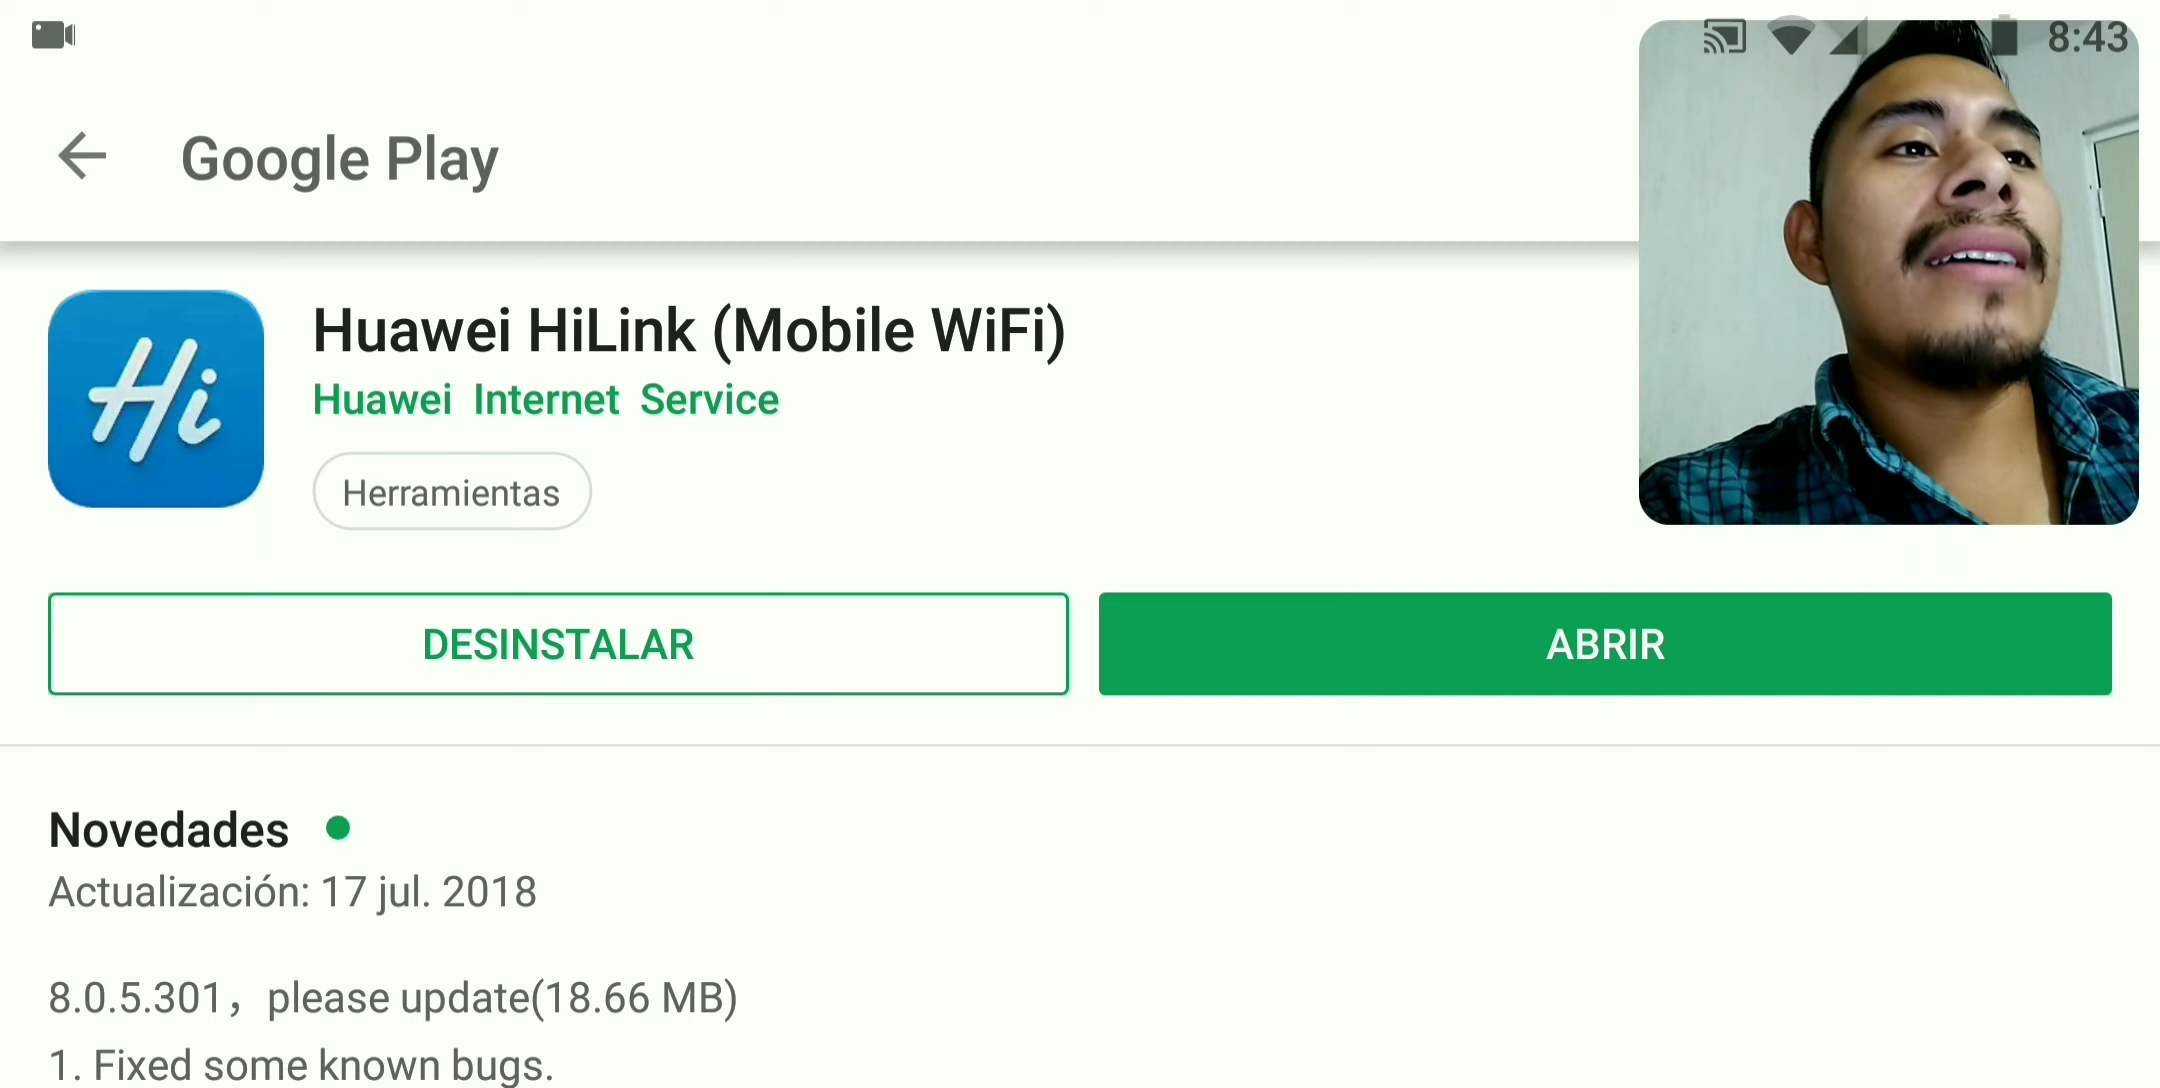 8:43
Google Play
Hi
Huawei HiLink (Mobile WiFi)
Huawei Internet Service
Herramientas
DESINSTALAR
ABRIR
Novedades
Actualización: 17 jul. 2018
8.0.5.301，please update(18.66 MB)
1. Fixed some known bugs.